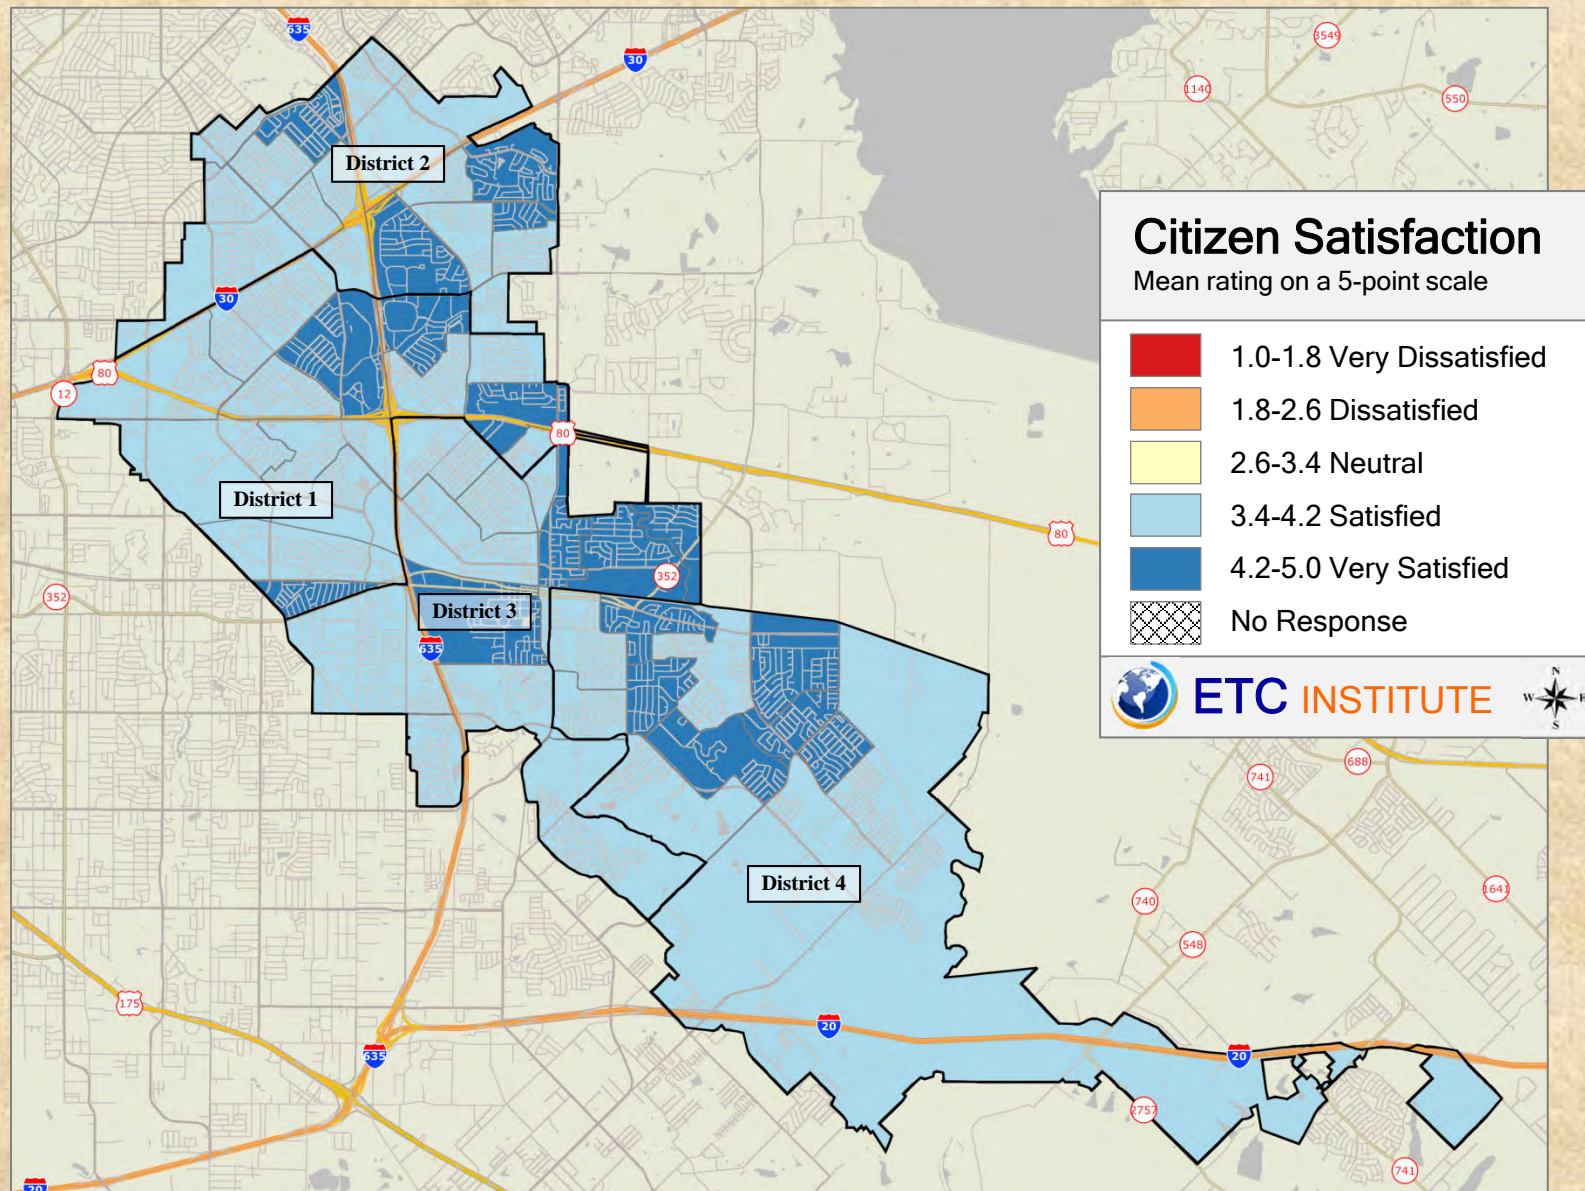 635
30
3549
1140
550
District 2
30
80
12
80
District 1
352
352
80
District 3
635
District 4
175
635
20
20
20
2757
741
741
688
740
548
1641
Citizen Satisfaction
Mean rating on a 5-point scale
1.0-1.8 Very Dissatisfied
1.8-2.6 Dissatisfied
2.6-3.4 Neutral
3.4-4.2 Satisfied
4.2-5.0 Very Satisfied
No Response
ETC INSTITUTE
N
W E
S